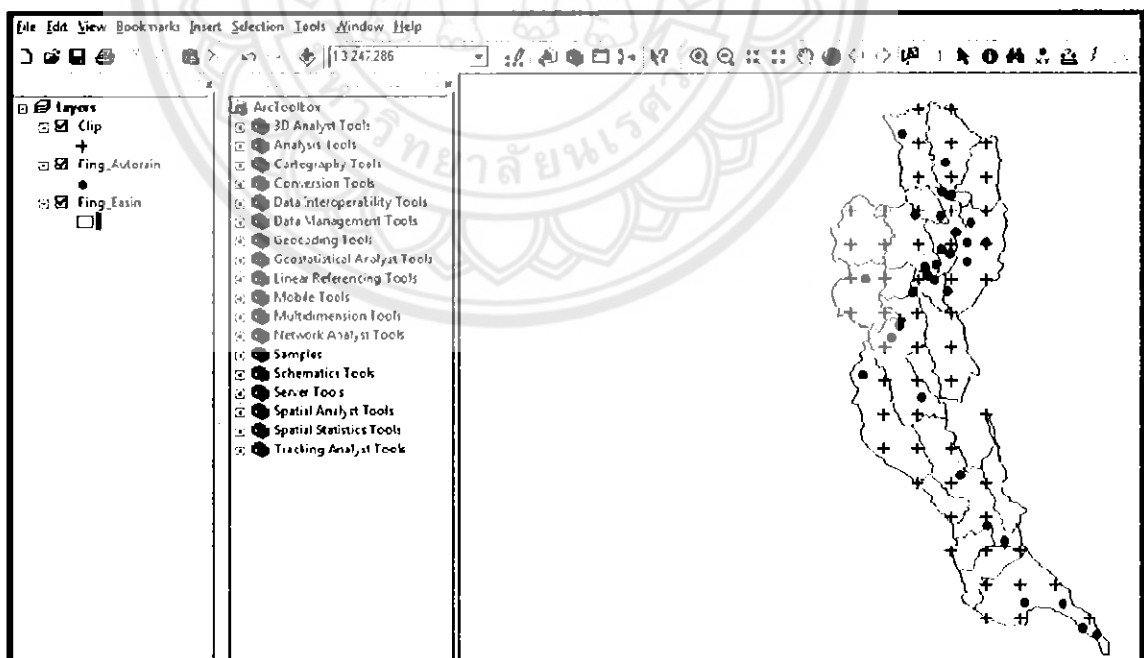 File Edit View Bookmarks Insert Selection Tools Window Help
1:3,247,286
Layers
Clip
Ping_Autorain
Ping_Basin
ArcToolbox
3D Analyst Tools
Analysis Tools
Cartography Tools
Conversion Tools
Data Interoperability Tools
Data Management Tools
Geocoding Tools
Geostatistical Analyst Tools
Linear Referencing Tools
Mobile Tools
Multidimension Tools
Network Analyst Tools
Samples
Schematics Tools
Server Tools
Spatial Analyst Tools
Spatial Statistics Tools
Tracking Analyst Tools